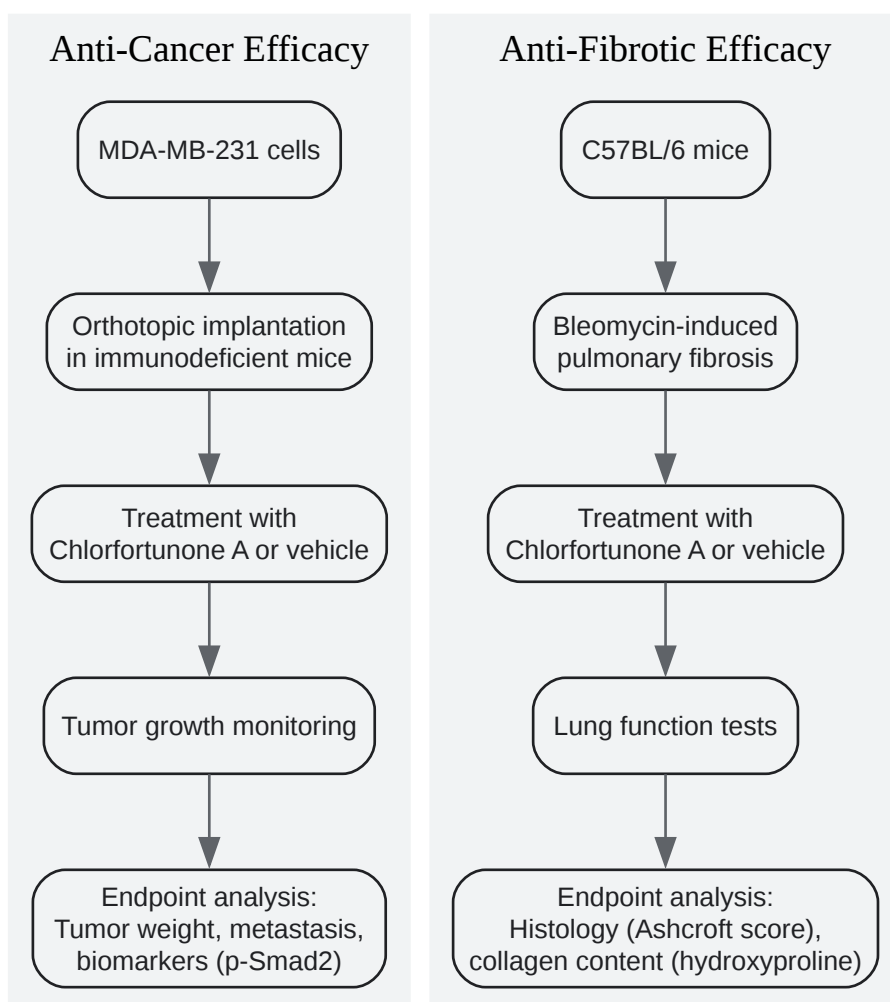 Anti-Cancer Efficacy
MDA-MB-231 cells
Orthotopic implantation
in immunodeficient mice
Treatment with
Chlorfortunone A or vehicle
Tumor growth monitoring
Endpoint analysis:
Tumor weight, metastasis,
biomarkers (p-Smad2)
Anti-Fibrotic Efficacy
C57BL/6 mice
Bleomycin-induced
pulmonary fibrosis
Treatment with
Chlorfortunone A or vehicle
Lung function tests
Endpoint analysis:
Histology (Ashcroft score),
collagen content (hydroxyproline)